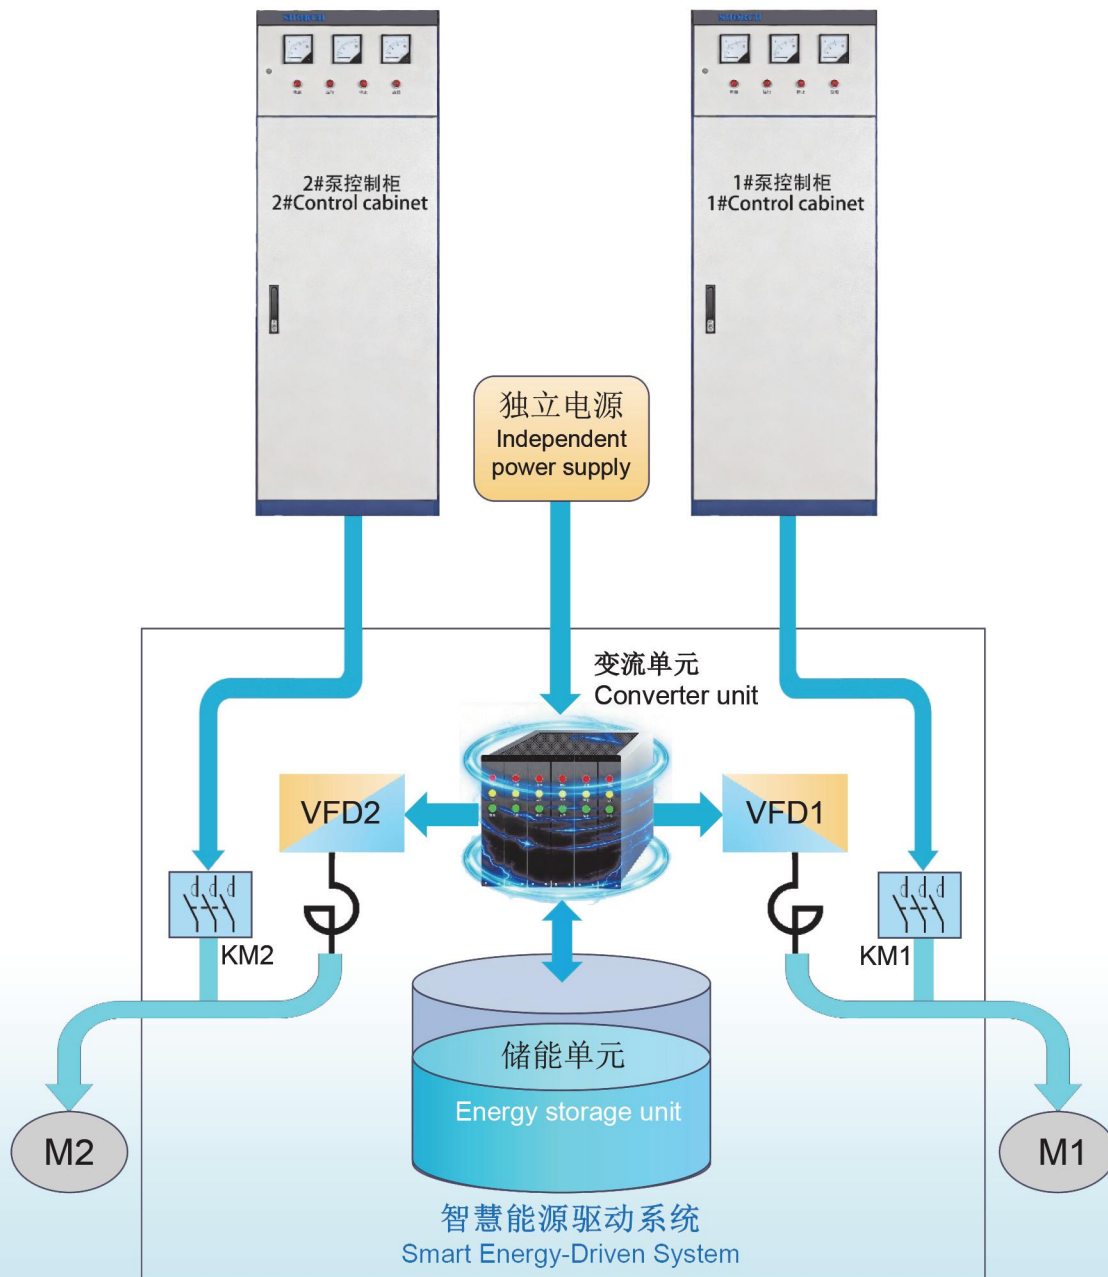 2#泵控制柜
2#Control cabinet
1#泵控制柜
1#Control cabinet
独立电源
Independent
power supply
变流单元
Converter unit
VFD2
VFD1
KM2
KM1
储能单元
Energy storage unit
M2
M1
智慧能源驱动系统
Smart Energy-Driven System